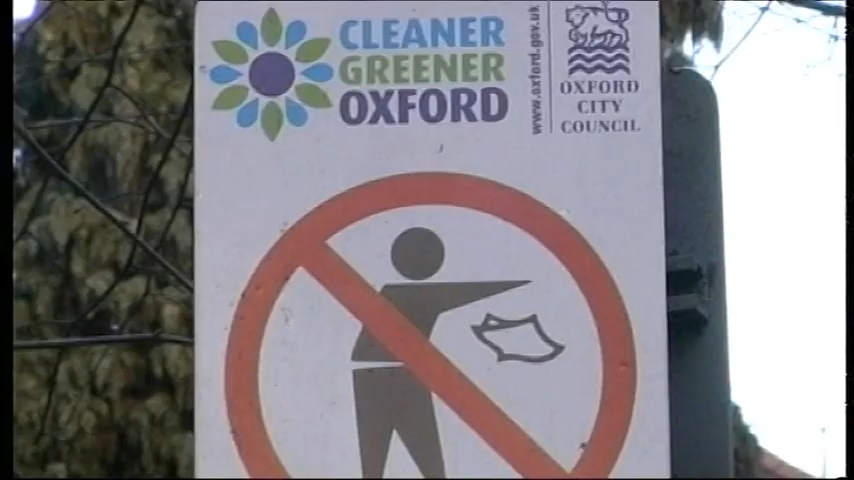 CLEANER
GREENER
OXFORD
www.oxford.gov.uk
OXFORD
CITY
COUNCIL